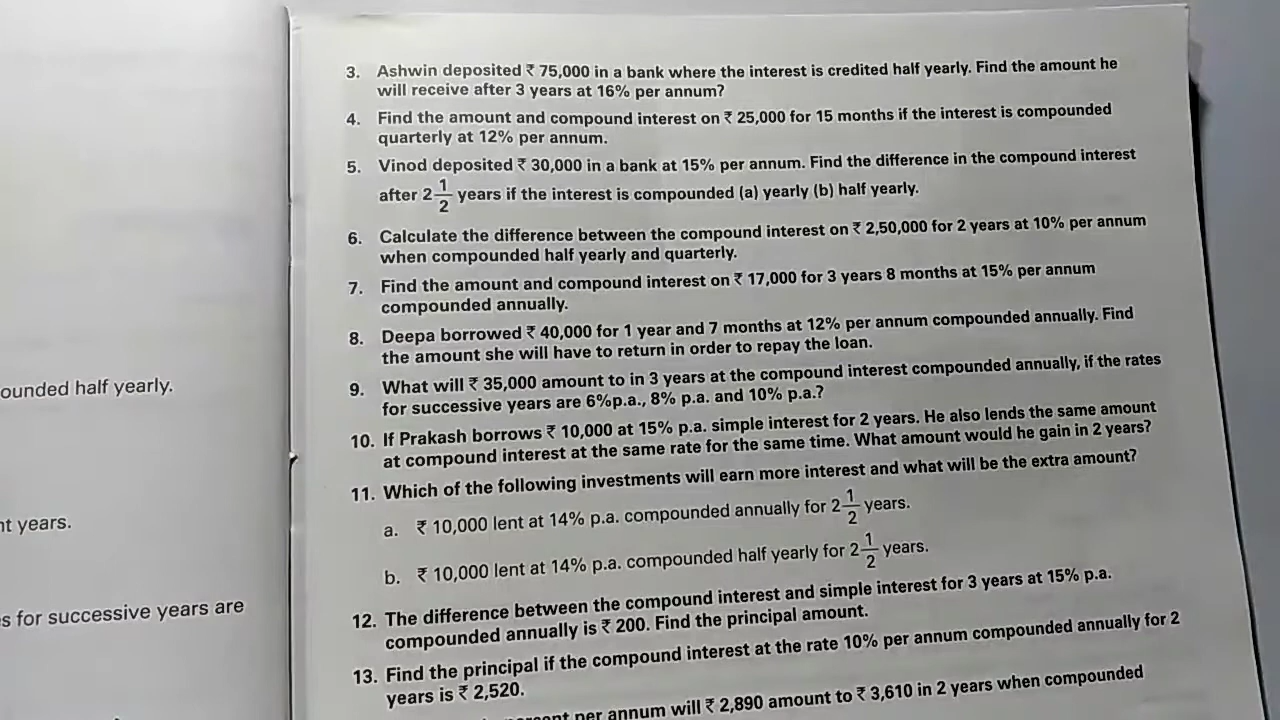 ounded half yearly.
nt years.
s for successive years are
3. Ashwin deposited ₹ 75,000 in a bank where the interest is credited half yearly. Find the amount he
will receive after 3 years at 16% per annum?
4. Find the amount and compound interest on ₹ 25,000 for 15 months if the interest is compounded
quarterly at 12% per annum.
5. Vinod deposited ₹ 30,000 in a bank at 15% per annum. Find the difference in the compound interest
after 2 1/2 years if the interest is compounded (a) yearly (b) half yearly.
6. Calculate the difference between the compound interest on ₹ 2,50,000 for 2 years at 10% per annum
when compounded half yearly and quarterly.
7. Find the amount and compound interest on ₹ 17,000 for 3 years 8 months at 15% per annum
compounded annually.
8. Deepa borrowed ₹ 40,000 for 1 year and 7 months at 12% per annum compounded annually. Find
the amount she will have to return in order to repay the loan.
9. What will ₹ 35,000 amount to in 3 years at the compound interest compounded annually, if the rates
for successive years are 6%p.a., 8% p.a. and 10% p.a.?
10. If Prakash borrows ₹ 10,000 at 15% p.a. simple interest for 2 years. He also lends the same amount
at compound interest at the same rate for the same time. What amount would he gain in 2 years?
11. Which of the following investments will earn more interest and what will be the extra amount?
a. ₹ 10,000 lent at 14% p.a. compounded annually for 2 1/2 years.
b. ₹ 10,000 lent at 14% p.a. compounded half yearly for 2 1/2 years.
12. The difference between the compound interest and simple interest for 3 years at 15% p.a.
compounded annually is ₹ 200. Find the principal amount.
13. Find the principal if the compound interest at the rate 10% per annum compounded annually for 2
years is ₹ 2,520.
per annum will ₹ 2,890 amount to ₹ 3,610 in 2 years when compounded